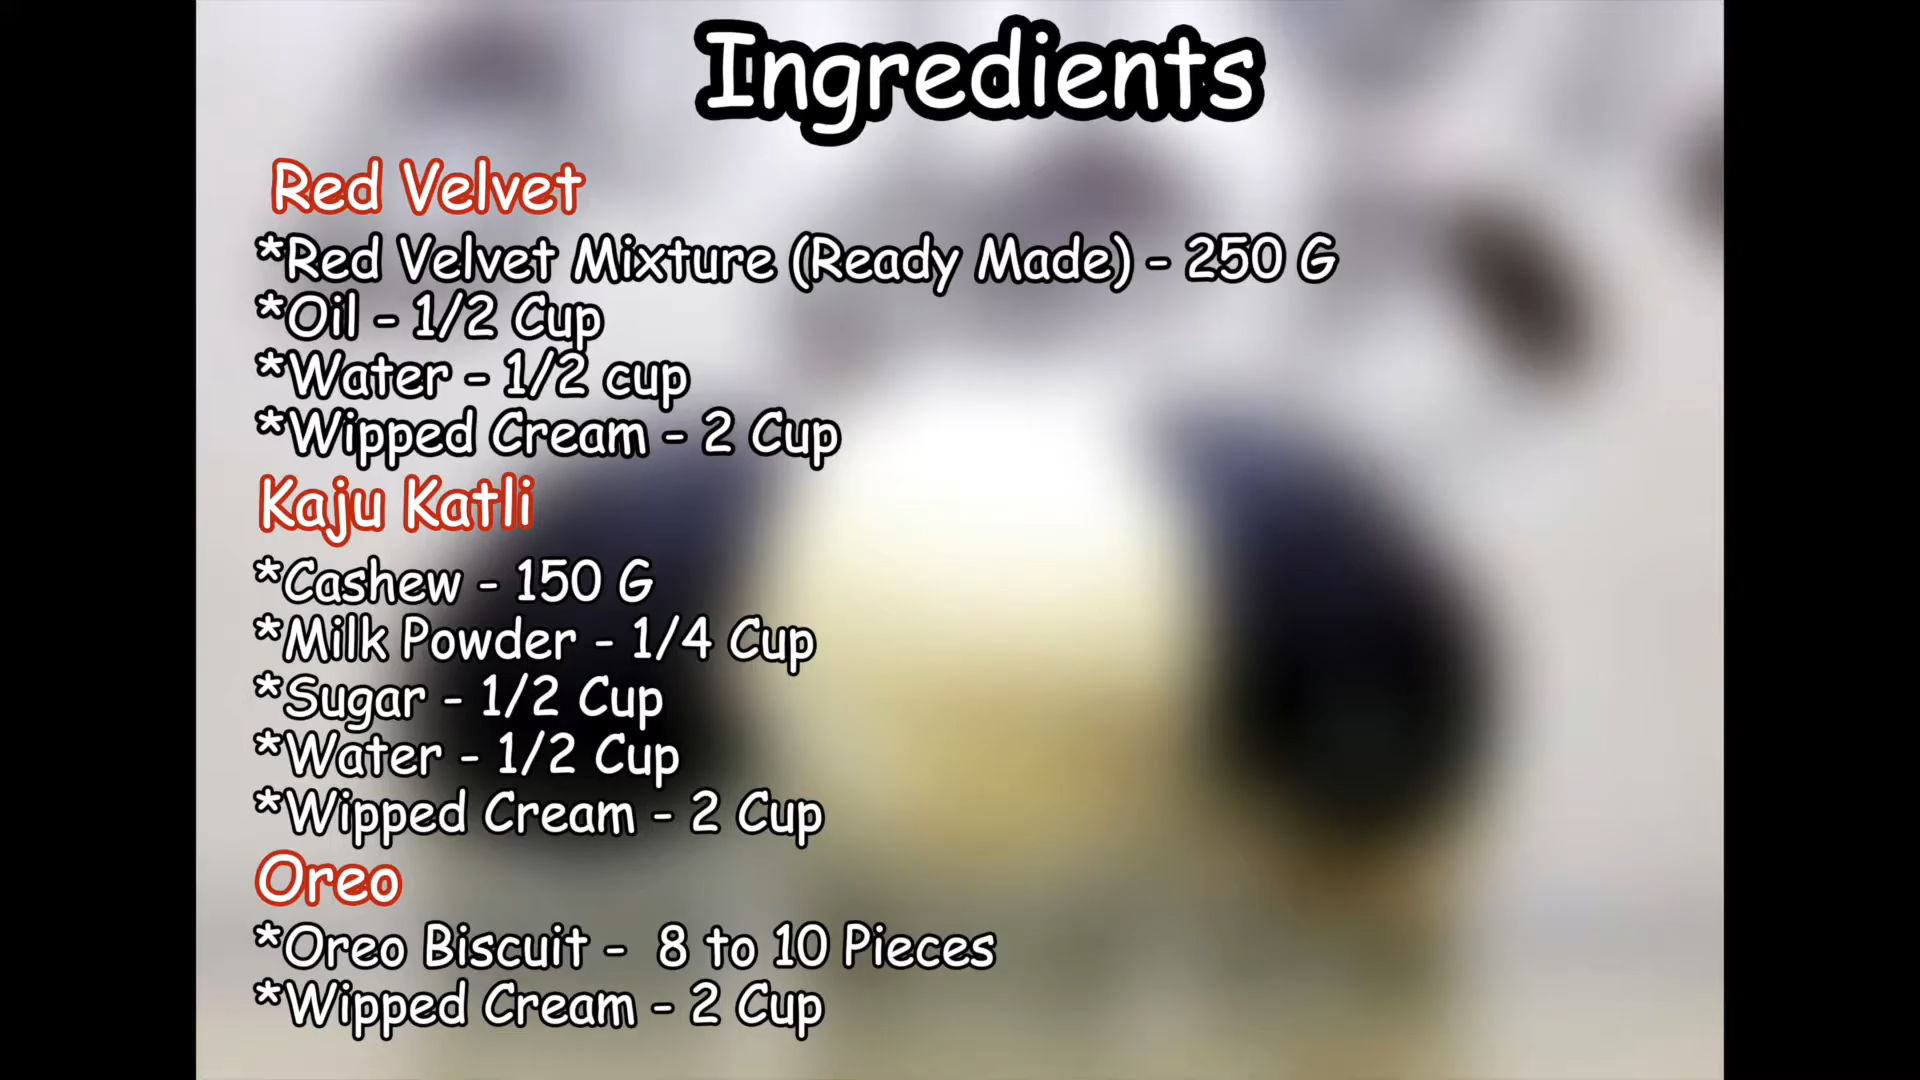 Ingredients
Red Velvet
*Red Velvet Mixture (Ready Made) - 250 G
*Oil - 1/2 Cup
*Water - 1/2 cup
*Wipped Cream - 2 Cup
Kaju Katli
*Cashew - 150 G
*Milk Powder - 1/4 Cup
*Sugar - 1/2 Cup
*Water - 1/2 Cup
*Wipped Cream - 2 Cup
Oreo
*Oreo Biscuit - 8 to 10 Pieces
*Wipped Cream - 2 Cup